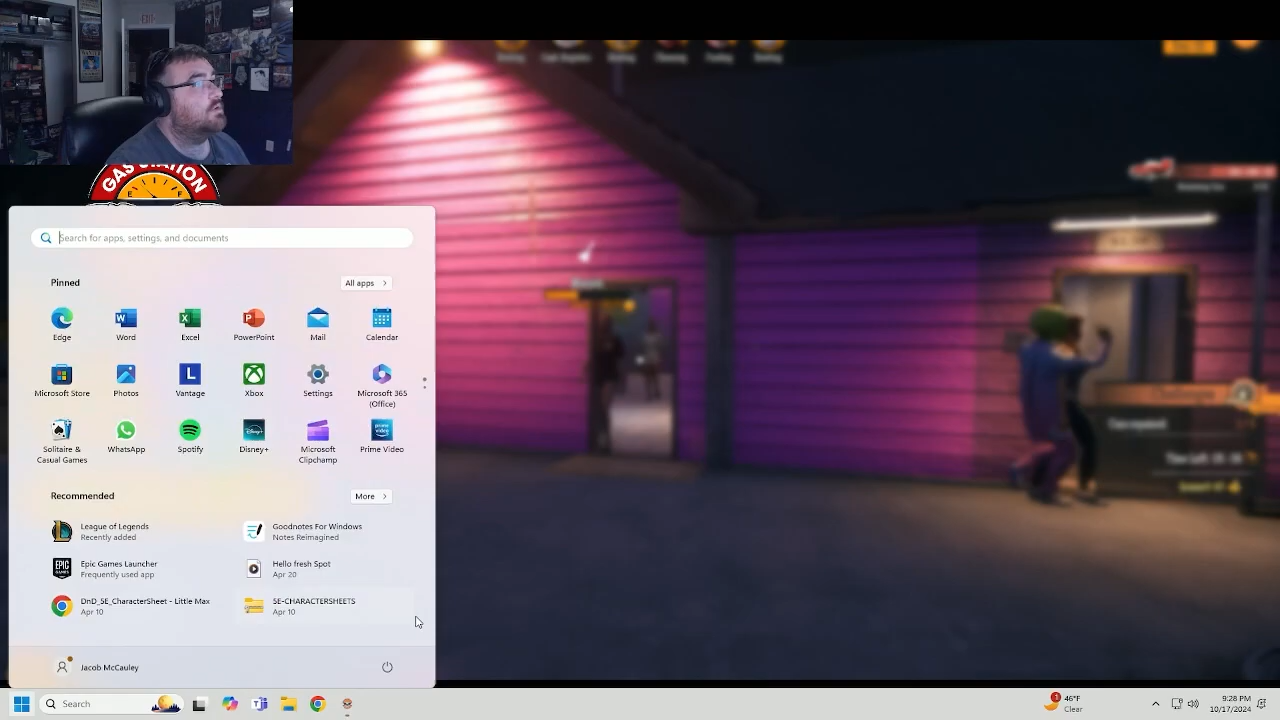 EXIT
GAS STATION
E F
Search for apps, settings, and documents
Pinned
All apps
Edge
Word
Excel
PowerPoint
Mail
Calendar
Microsoft Store
Photos
Vantage
Xbox
Settings
Microsoft 365
(Office)
Solitaire &
Casual Games
WhatsApp
Spotify
Disney+
Microsoft
Clipchamp
Prime Video
Recommended
More
League of Legends
Recently added
Goodnotes For Windows
Notes Reimagined
Epic Games Launcher
Frequently used app
Hello fresh Spot
Apr 20
DnD_5E_CharacterSheet - Little Max
Apr 10
5E-CHARACTERSHEETS
Apr 10
Jacob McCauley
Search
1
46°F
Clear
9:28 PM
10/17/2024